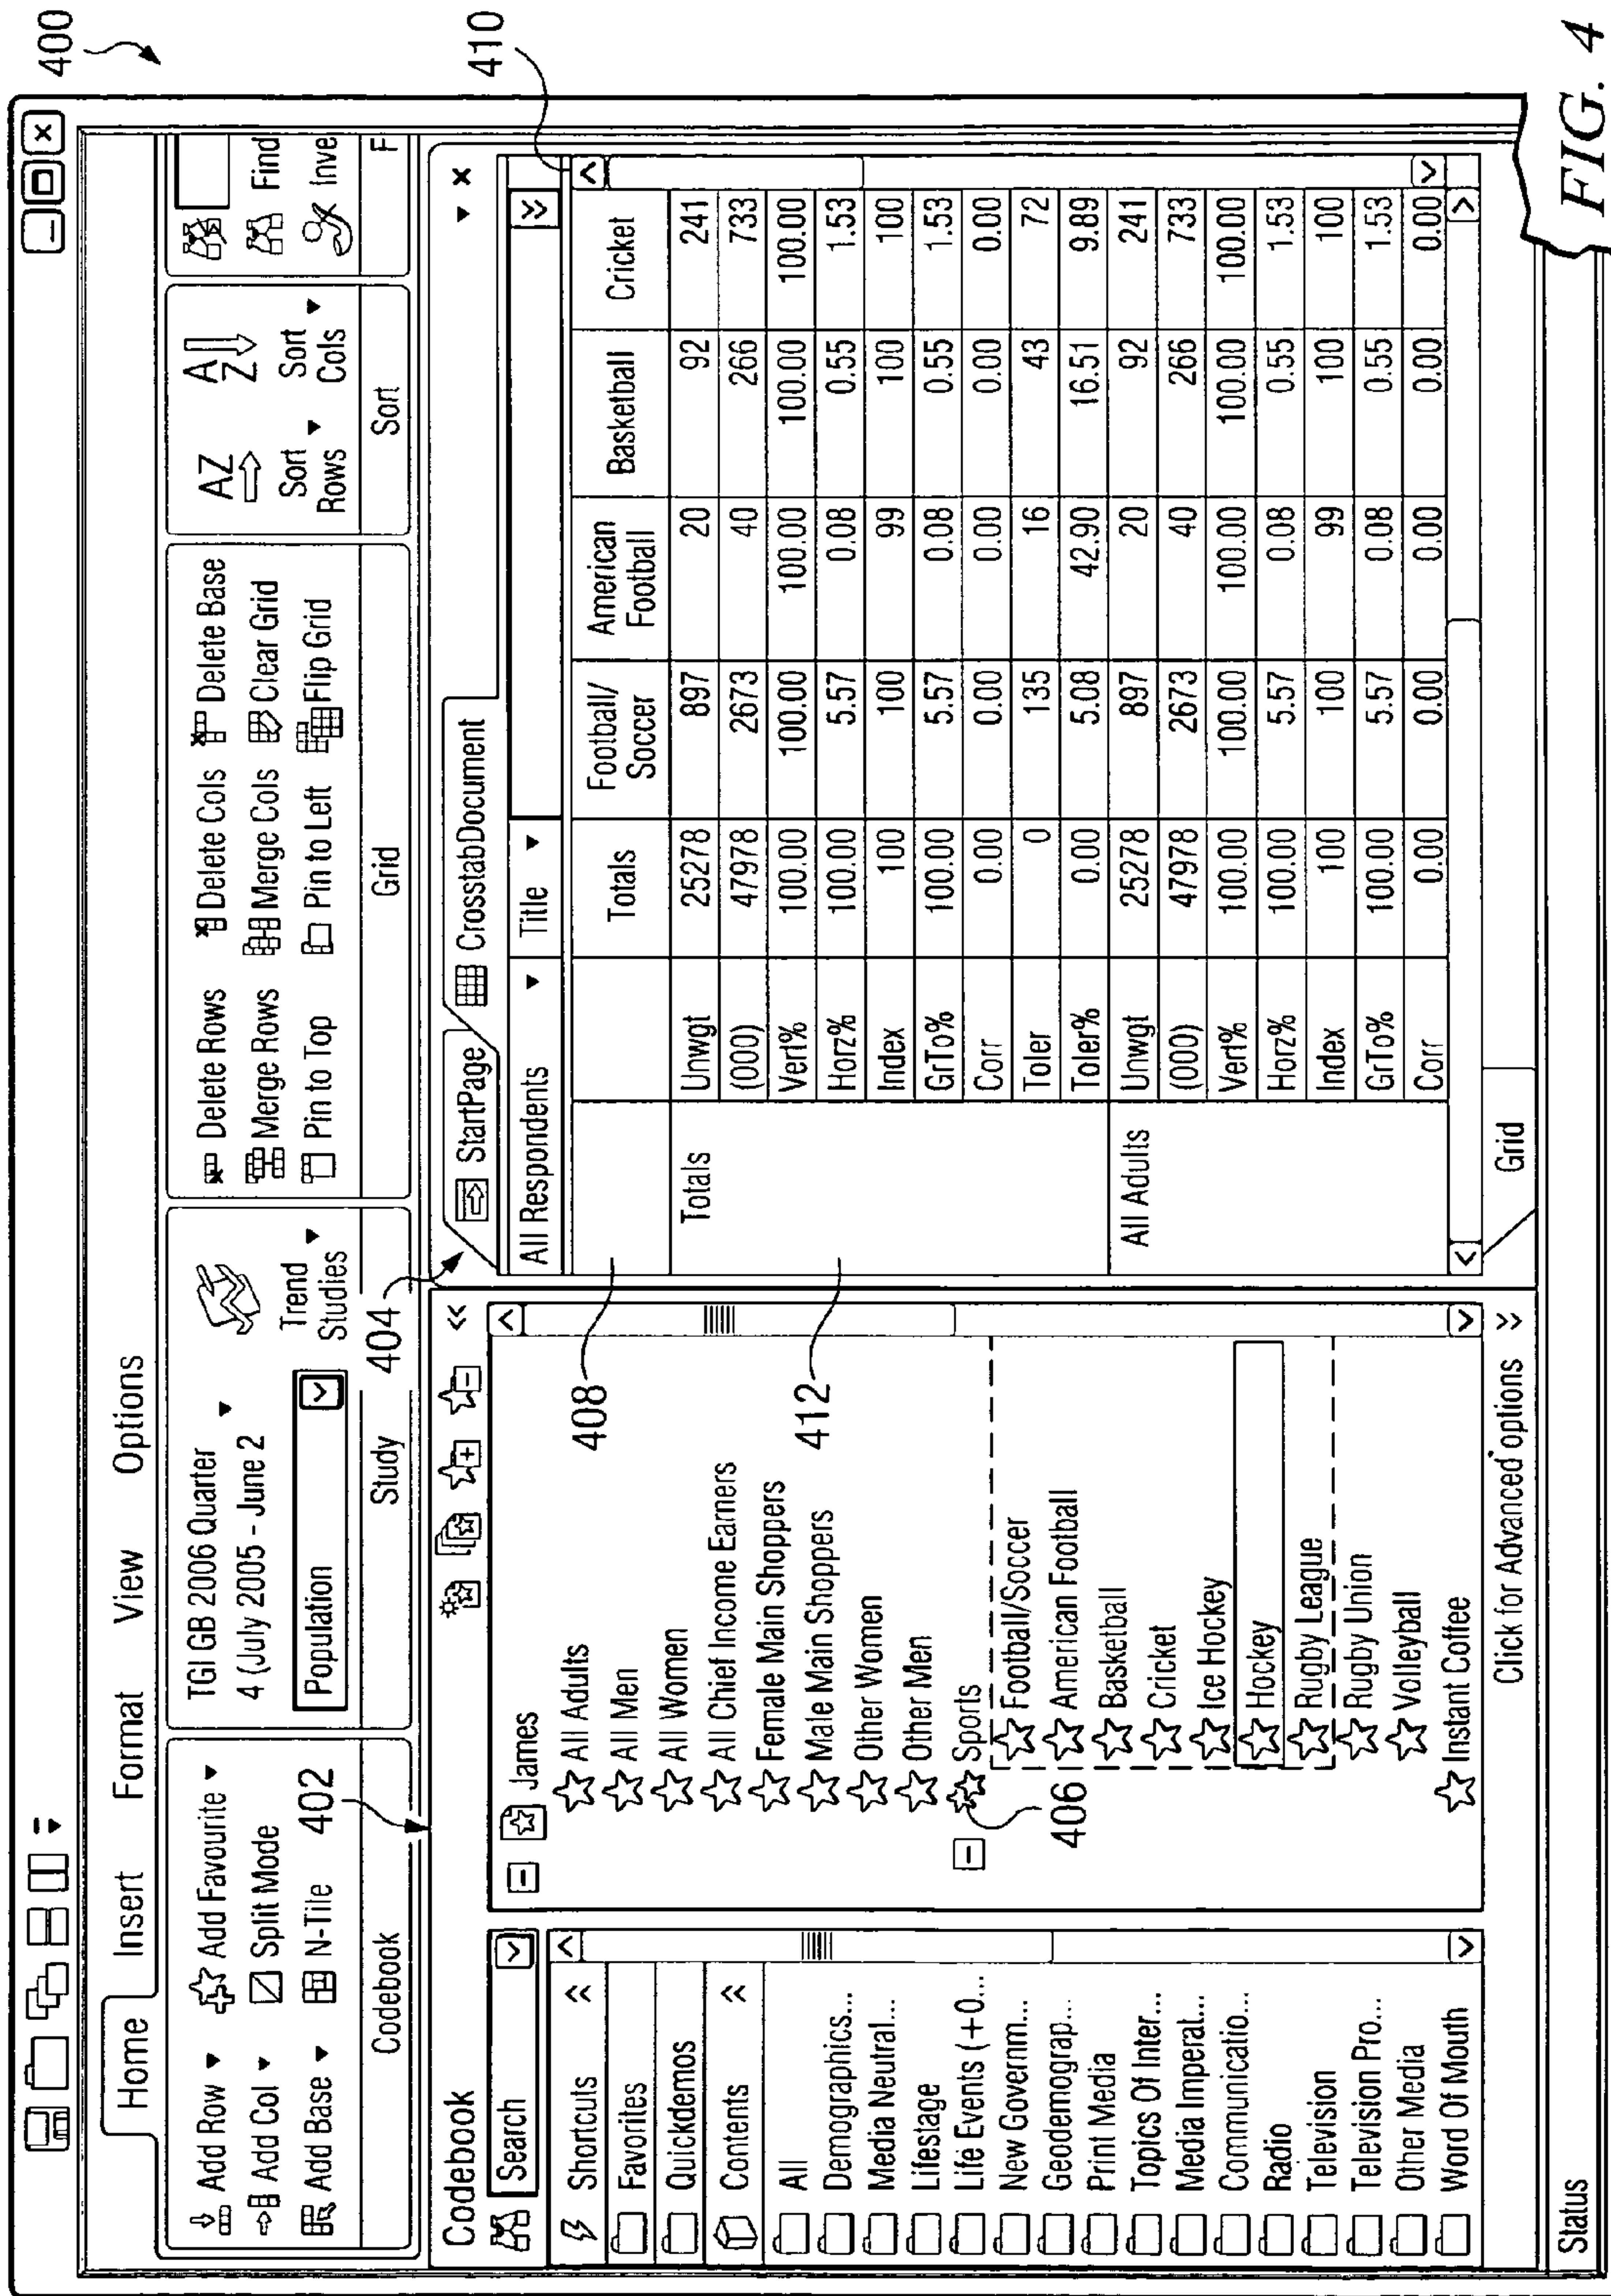 400
Home Insert Format View Options
Add Row Add Favourite
Add Col Split Mode
Add Base N-Tile
Codebook
402
TGI GB 2006 Quarter
4 (July 2005 - June 2
Population
Trend
Studies
Study
404
Delete Rows Delete Cols Delete Base
Merge Rows Merge Cols Clear Grid
Pin to Top Pin to Left Flip Grid
Grid
AZ
Sort
Rows
A
Z
Sort
Cols
Sort
Find
Inve
F
Codebook
Search
Shortcuts
Favorites
Quickdemos
Contents
All
Demographics...
Media Neutral...
Lifestage
Life Events (+0...
New Governm...
Geodemograp...
Print Media
Topics Of Inter...
Media Imperat...
Communicatio...
Radio
Television
Television Pro...
Other Media
Word Of Mouth
James
All Adults
All Men
All Women
All Chief Income Earners
Female Main Shoppers
Male Main Shoppers
Other Women
Other Men
Sports
406
Football/Soccer
American Football
Basketball
Cricket
Ice Hockey
Hockey
Rugby League
Rugby Union
Volleyball
Instant Coffee
Click for Advanced options
408
412
StartPage CrosstabDocument
All Respondents Title
410
Totals Football/Soccer American Football Basketball Cricket
Totals Unwgt 25278 897 20 92 241
(000) 47978 2673 40 266 733
Vert% 100.00 100.00 100.00 100.00 100.00
Horz% 100.00 5.57 0.08 0.55 1.53
Index 100 100 99 100 100
GrTo% 100.00 5.57 0.08 0.55 1.53
Corr 0.00 0.00 0.00 0.00 0.00
Toler 0 135 16 43 72
Toler% 0.00 5.08 42.90 16.51 9.89
All Adults Unwgt 25278 897 20 92 241
(000) 47978 2673 40 266 733
Vert% 100.00 100.00 100.00 100.00 100.00
Horz% 100.00 5.57 0.08 0.55 1.53
Index 100 100 99 100 100
GrTo% 100.00 5.57 0.08 0.55 1.53
Corr 0.00 0.00 0.00 0.00 0.00
Grid
Status
FIG. 4